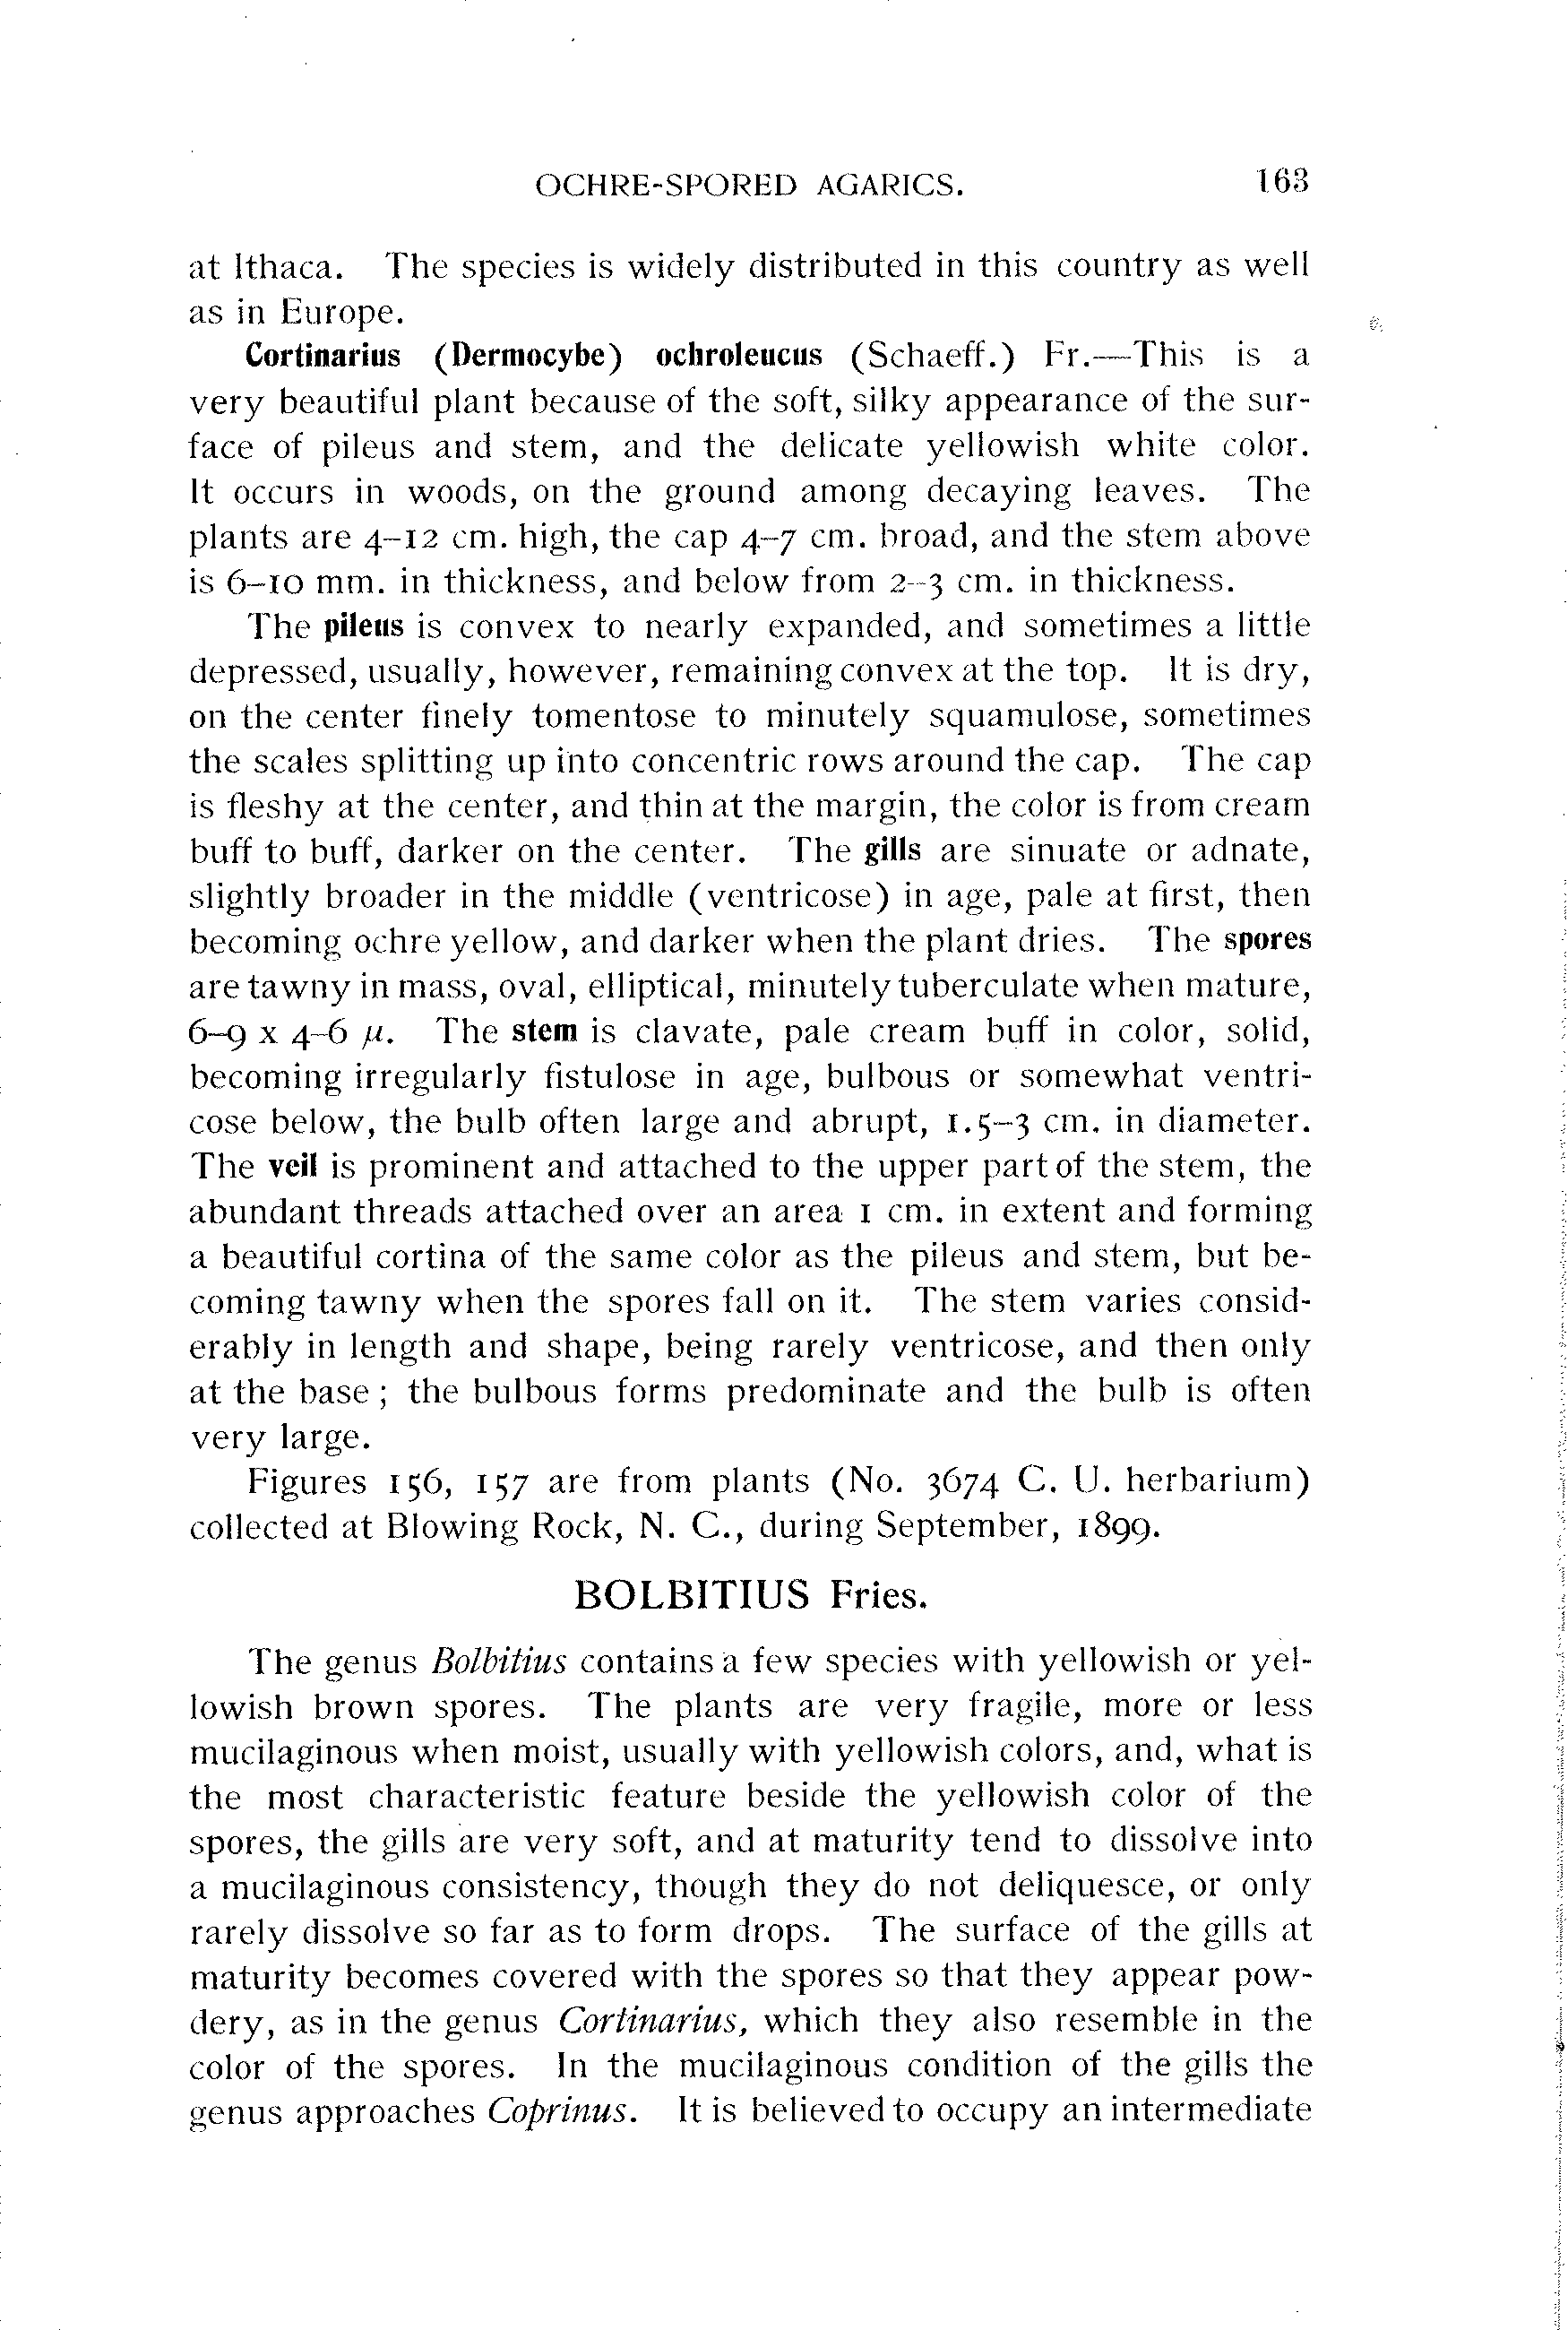 OCHRE-SPORED AGARICS. 163
at Ithaca. The species is widely distributed in this country as well
as in Europe.
Cortinarius (Dermocybe) ochroleucus (Schaeff.) Fr.—This is a
very beautiful plant because of the soft, silky appearance of the sur-
face of pileus and stem, and the delicate yellowish white color.
It occurs in woods, on the ground among decaying leaves. The
plants are 4–12 cm. high, the cap 4–7 cm. broad, and the stem above
is 6–10 mm. in thickness, and below from 2–3 cm. in thickness.
The pileus is convex to nearly expanded, and sometimes a little
depressed, usually, however, remaining convex at the top. It is dry,
on the center finely tomentose to minutely squamulose, sometimes
the scales splitting up into concentric rows around the cap. The cap
is fleshy at the center, and thin at the margin, the color is from cream
buff to buff, darker on the center. The gills are sinuate or adnate,
slightly broader in the middle (ventricose) in age, pale at first, then
becoming ochre yellow, and darker when the plant dries. The spores
are tawny in mass, oval, elliptical, minutely tuberculate when mature,
6–9 x 4–6 μ. The stem is clavate, pale cream buff in color, solid,
becoming irregularly fistulose in age, bulbous or somewhat ventri-
cose below, the bulb often large and abrupt, 1.5–3 cm. in diameter.
The veil is prominent and attached to the upper part of the stem, the
abundant threads attached over an area 1 cm. in extent and forming
a beautiful cortina of the same color as the pileus and stem, but be-
coming tawny when the spores fall on it. The stem varies consid-
erably in length and shape, being rarely ventricose, and then only
at the base ; the bulbous forms predominate and the bulb is often
very large.
Figures 156, 157 are from plants (No. 3674 C. U. herbarium)
collected at Blowing Rock, N. C., during September, 1899.
BOLBITIUS Fries.
The genus Bolbitius contains a few species with yellowish or yel-
lowish brown spores. The plants are very fragile, more or less
mucilaginous when moist, usually with yellowish colors, and, what is
the most characteristic feature beside the yellowish color of the
spores, the gills are very soft, and at maturity tend to dissolve into
a mucilaginous consistency, though they do not deliquesce, or only
rarely dissolve so far as to form drops. The surface of the gills at
maturity becomes covered with the spores so that they appear pow-
dery, as in the genus Cortinarius, which they also resemble in the
color of the spores. In the mucilaginous condition of the gills the
genus approaches Coprinus. It is believed to occupy an intermediate